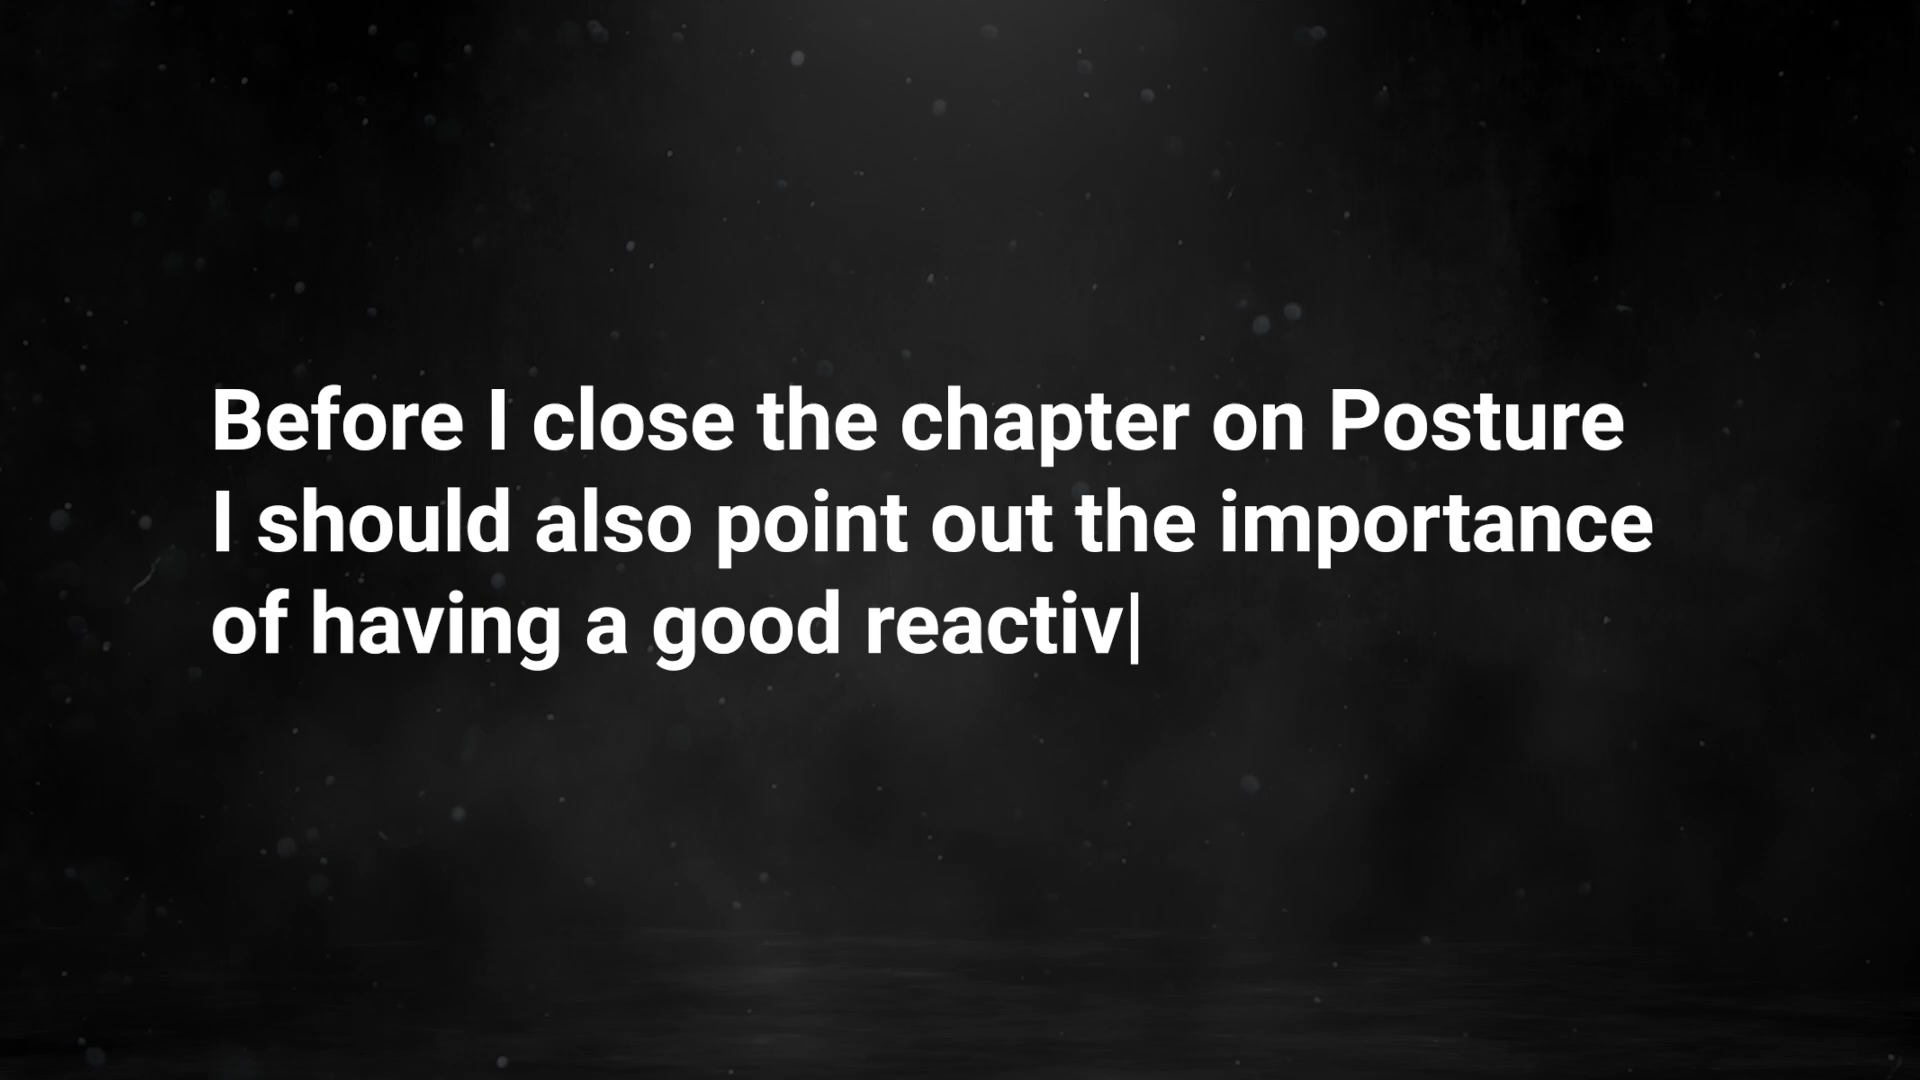 Before I close the chapter on Posture
I should also point out the importance
of having a good reactiv|